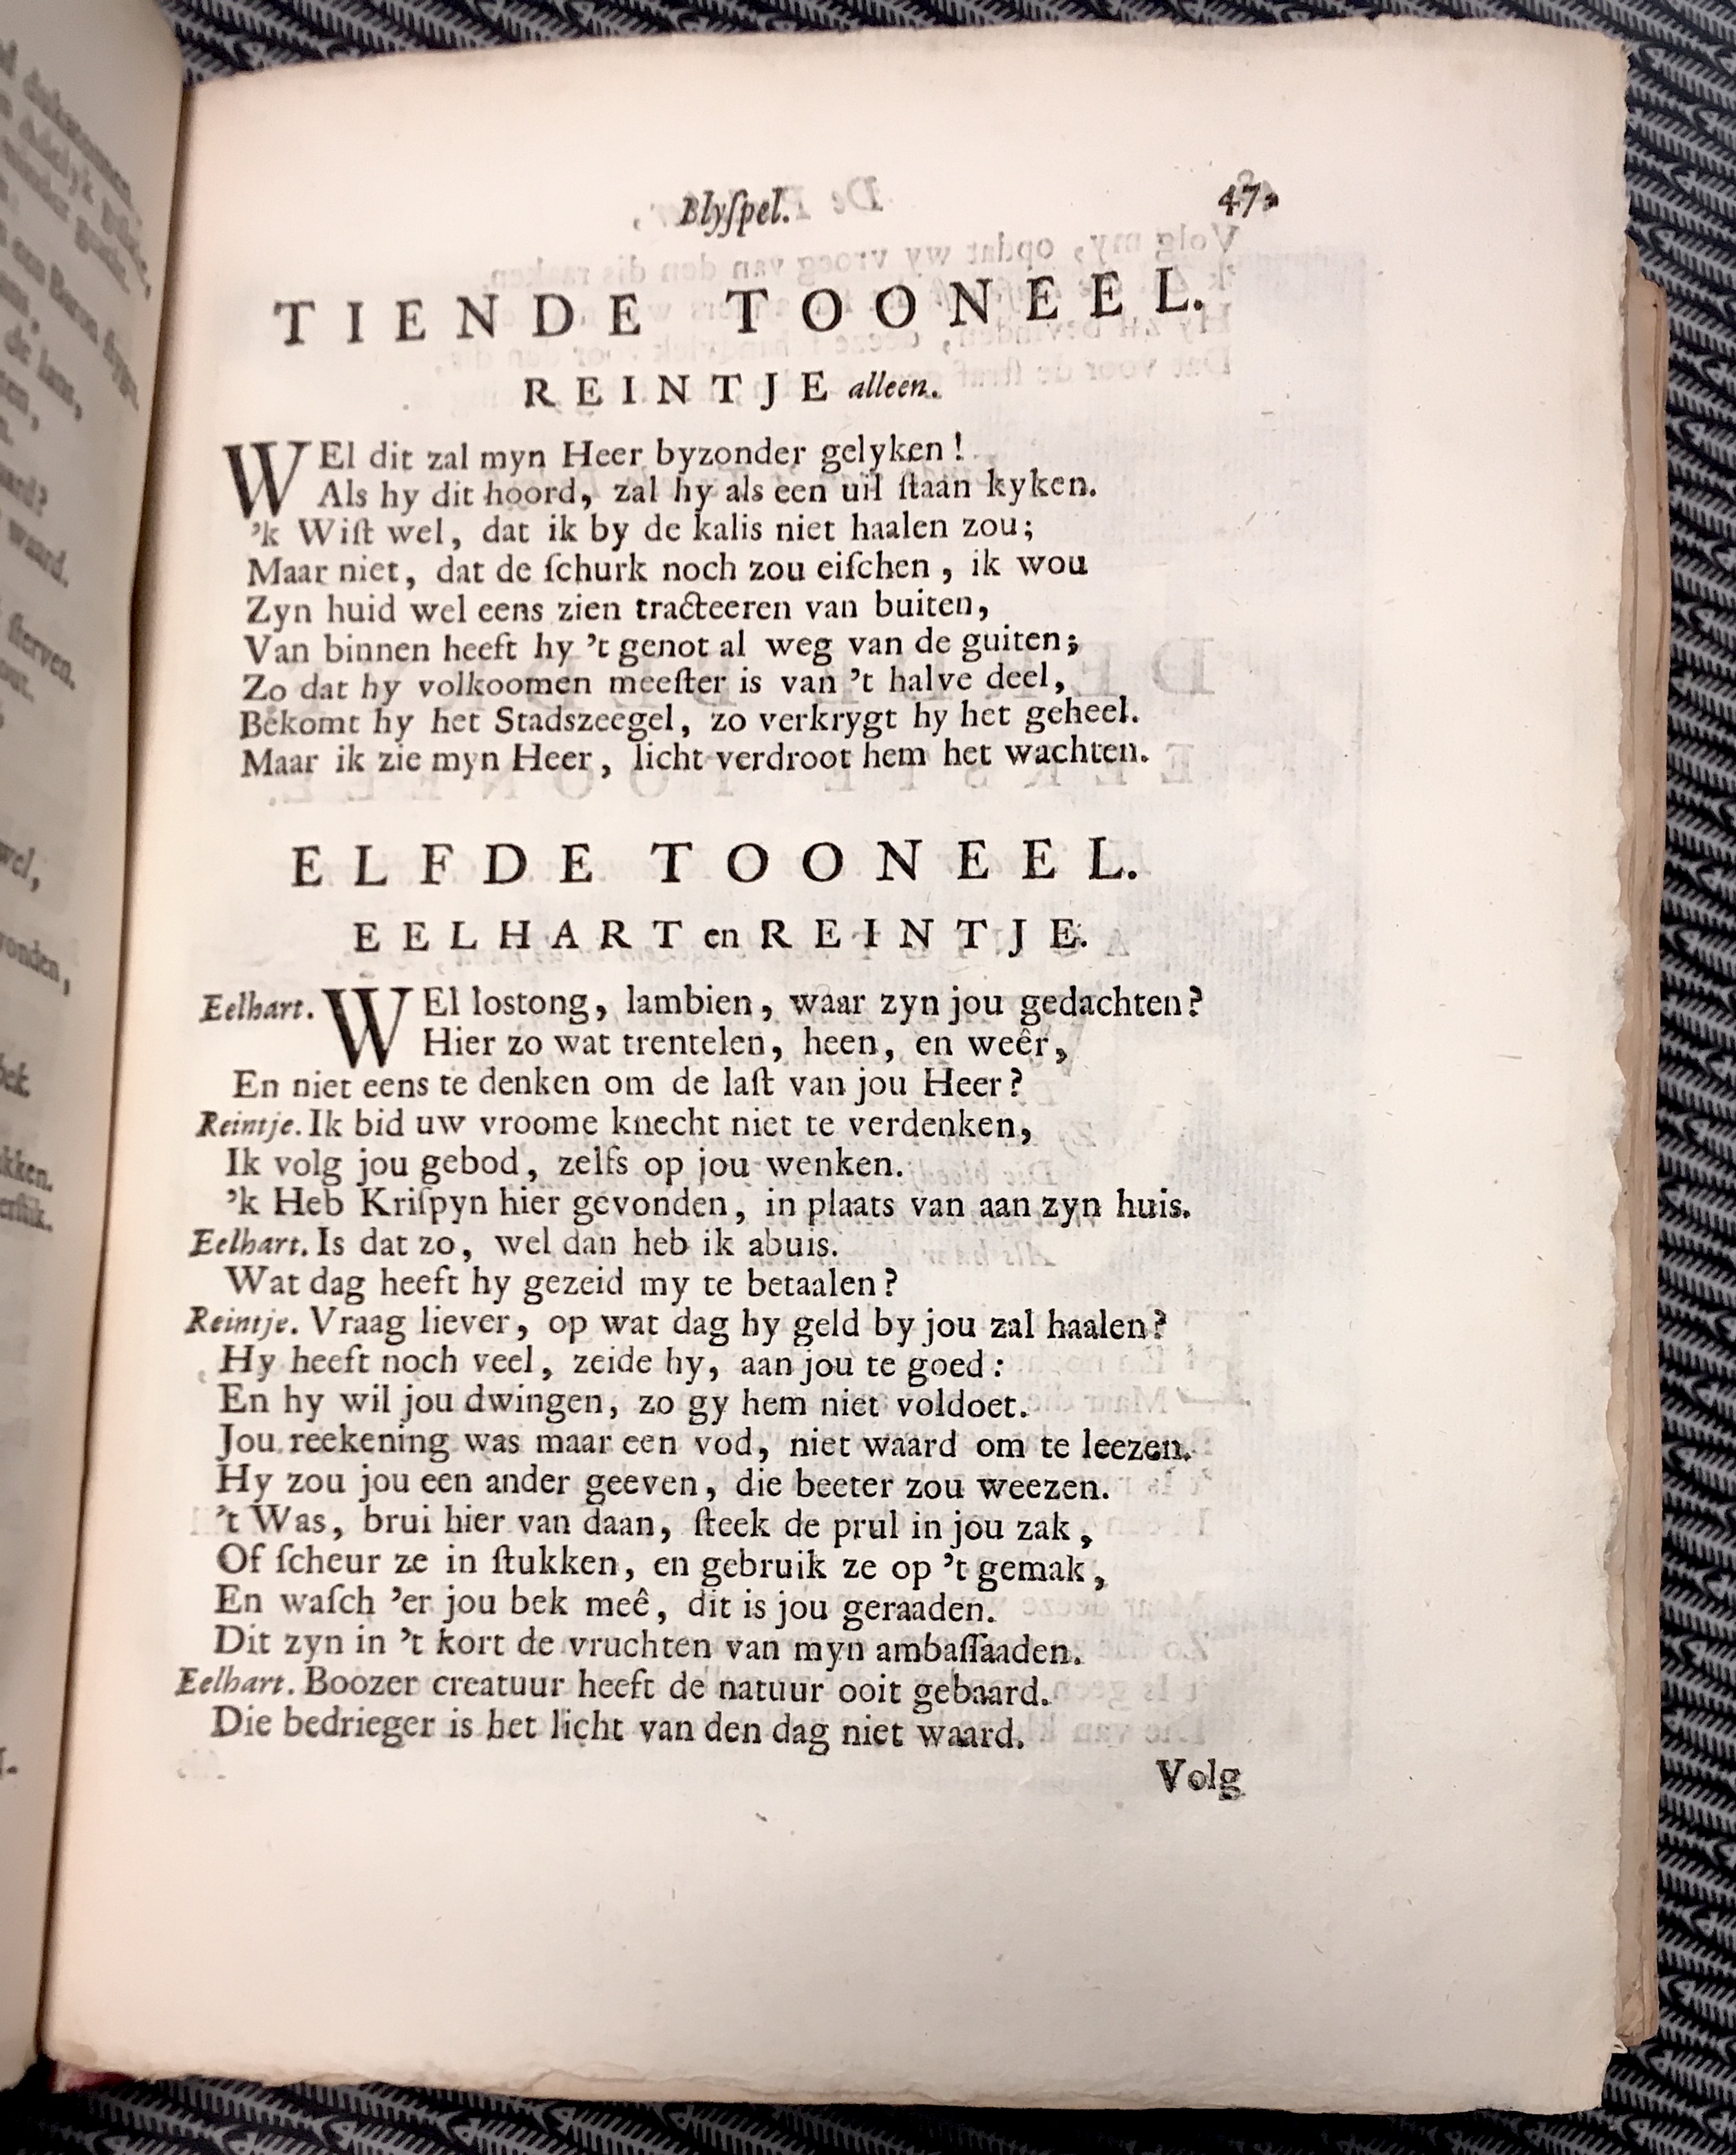 Blyſpel. 47
TIENDE TOONEEL.
REINTJE alleen.
WEl dit zal myn Heer byzonder gelyken!
Als hy dit hoord, zal hy als een uil ſtaan kyken.
’k Wiſt wel, dat ik by de kalis niet haalen zou;
Maar niet, dat de ſchurk noch zou eiſchen, ik wou
Zyn huid wel eens zien tracteeren van buiten,
Van binnen heeft hy ’t genot al weg van de guiten;
Zo dat hy volkoomen meeſter is van ’t halve deel,
Bekomt hy het Stadszeegel, zo verkrygt hy het geheel.
Maar ik zie myn Heer, licht verdroot hem het wachten.
ELFDE TOONEEL.
EELHART en REINTJE.
Eelhart. WEl lostong, lambien, waar zyn jou gedachten?
Hier zo wat trentelen, heen, en weêr,
En niet eens te denken om de laſt van jou Heer?
Reintje. Ik bid uw vroome knecht niet te verdenken,
Ik volg jou gebod, zelfs op jou wenken.
’k Heb Kriſpyn hier gevonden, in plaats van aan zyn huis.
Eelhart. Is dat zo, wel dan heb ik abuis.
Wat dag heeft hy gezeid my te betaalen?
Reintje. Vraag liever, op wat dag hy geld by jou zal haalen?
Hy heeft noch veel, zeide hy, aan jou te goed:
En hy wil jou dwingen, zo gy hem niet voldoet.
Jou reekening was maar een vod, niet waard om te leezen.
Hy zou jou een ander geeven, die beeter zou weezen.
’t Was, brui hier van daan, ſteek de prul in jou zak,
Of ſcheur ze in ſtukken, en gebruik ze op ’t gemak,
En waſch ’er jou bek meê, dit is jou geraaden.
Dit zyn in ’t kort de vruchten van myn ambaſſaaden.
Eelhart. Boozer creatuur heeft de natuur ooit gebaard.
Die bedrieger is het licht van den dag niet waard.
Volg